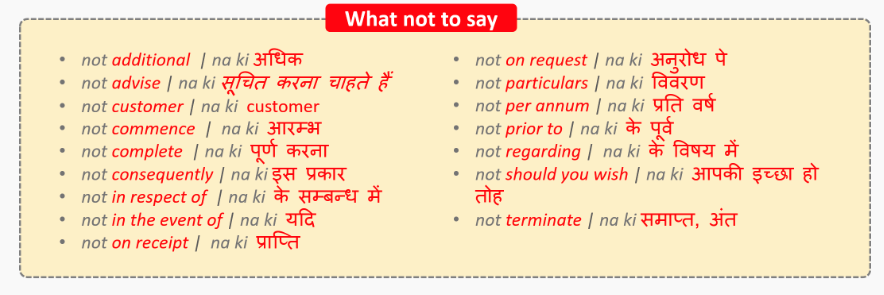 What not to say
• not additional | na ki अधिक
• not advise | na ki सूचित करना चाहते हैं
• not customer | na ki customer
• not commence | na ki आरम्भ
• not complete | na ki पूर्ण करना
• not consequently | na ki इस प्रकार
• not in respect of | na ki के सम्बन्ध में
• not in the event of | na ki यदि
• not on receipt | na ki प्राप्ति
• not on request | na ki अनुरोध पे
• not particulars | na ki विवरण
• not per annum | na ki प्रति वर्ष
• not prior to | na ki के पूर्व
• not regarding | na ki के विषय में
• not should you wish | na ki आपकी इच्छा हो
तोह
• not terminate | na ki समाप्त, अंत